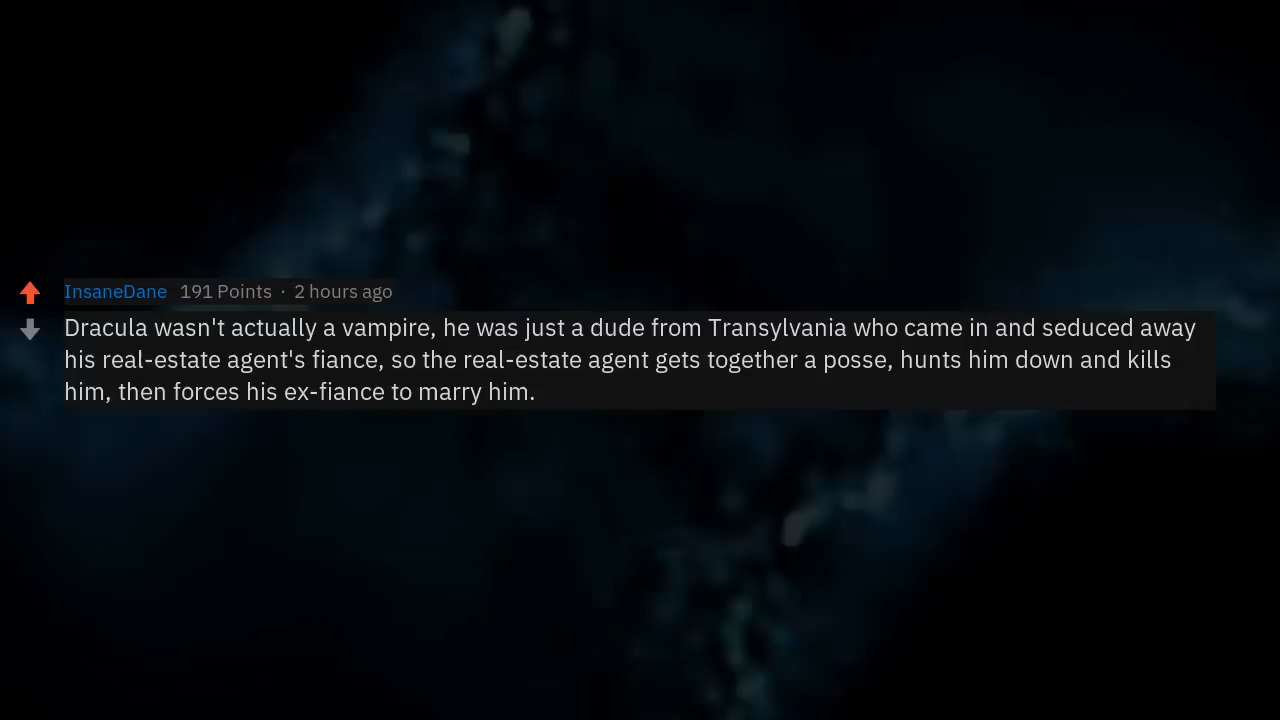 InsaneDane 191 Points · 2 hours ago
Dracula wasn't actually a vampire, he was just a dude from Transylvania who came in and seduced away
his real-estate agent's fiance, so the real-estate agent gets together a posse, hunts him down and kills
him, then forces his ex-fiance to marry him.